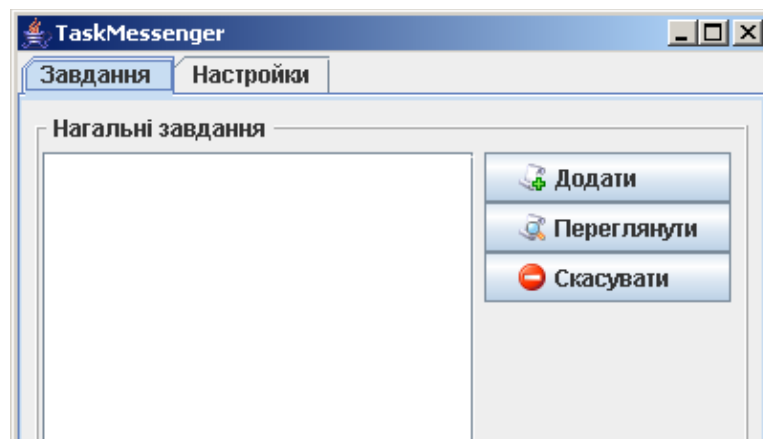 TaskMessenger
Завдання Настройки
Нагальні завдання
Додати
Переглянути
Скасувати